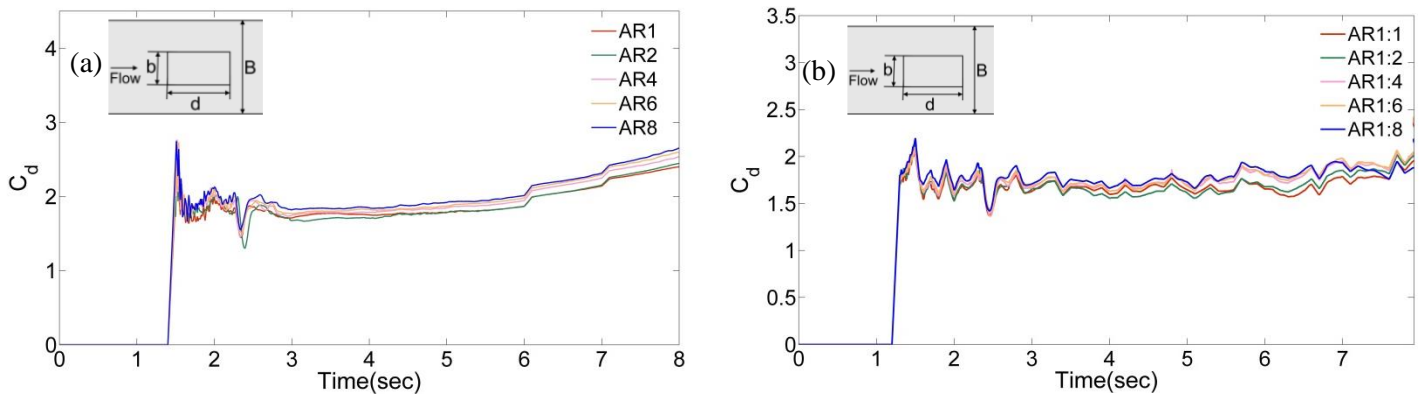 (a)
Flow
b
d
B
AR1
AR2
AR4
AR6
AR8
C_d
4
3
2
1
0
0 1 2 3 4 5 6 7 8
Time(sec)
(b)
Flow
b
d
B
AR1:1
AR1:2
AR1:4
AR1:6
AR1:8
C_d
3.5
3
2.5
2
1.5
1
0.5
0
0 1 2 3 4 5 6 7
Time(sec)